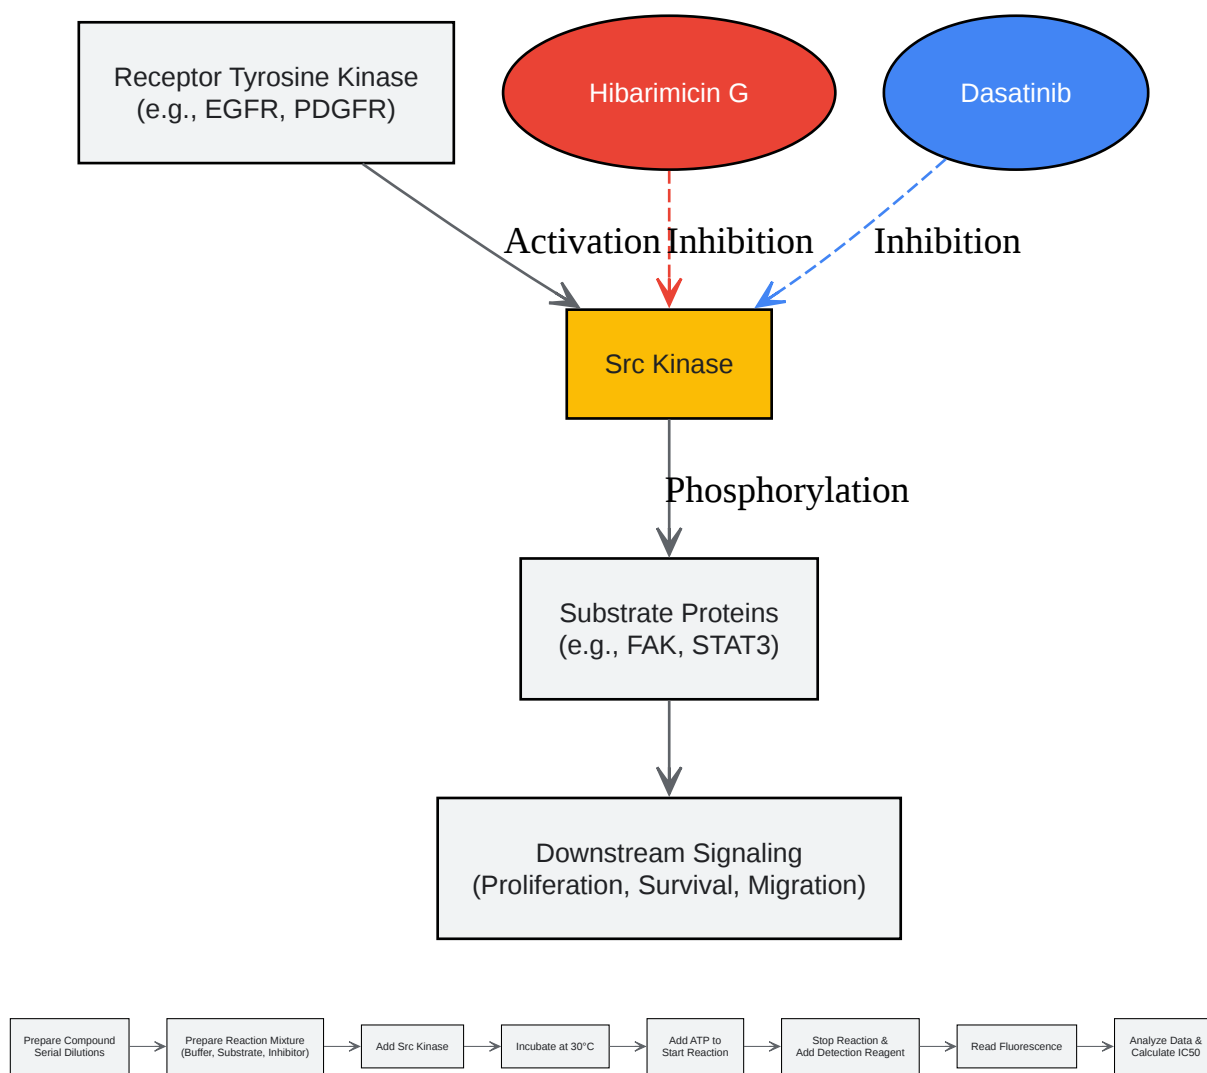 Receptor Tyrosine Kinase
(e.g., EGFR, PDGFR)
Hibarimicin G
Dasatinib
Activation
Inhibition
Inhibition
Src Kinase
Phosphorylation
Substrate Proteins
(e.g., FAK, STAT3)
Downstream Signaling
(Proliferation, Survival, Migration)
Prepare Compound
Serial Dilutions
Prepare Reaction Mixture
(Buffer, Substrate, Inhibitor)
Add Src Kinase
Incubate at 30°C
Add ATP to
Start Reaction
Stop Reaction &
Add Detection Reagent
Read Fluorescence
Analyze Data &
Calculate IC50